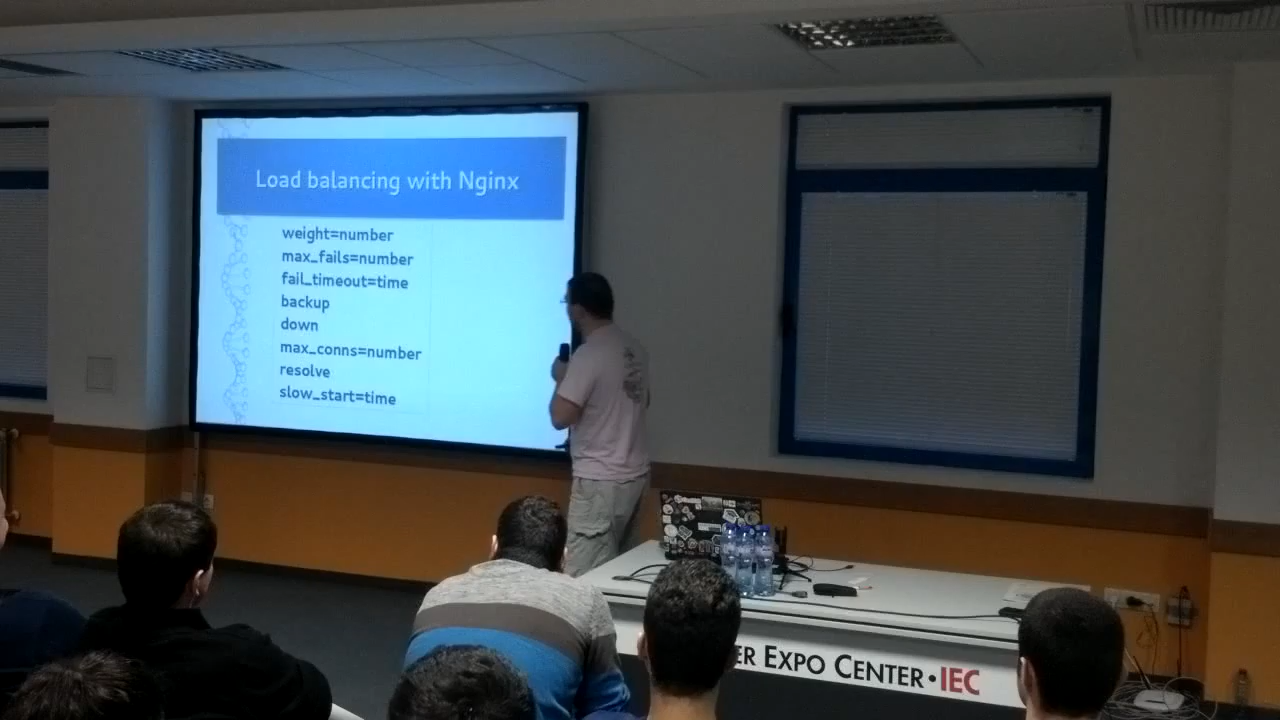 Load balancing with Nginx
weight=number
max_fails=number
fail_timeout=time
backup
down
max_conns=number
resolve
slow_start=time
EXPO CENTER • IEC